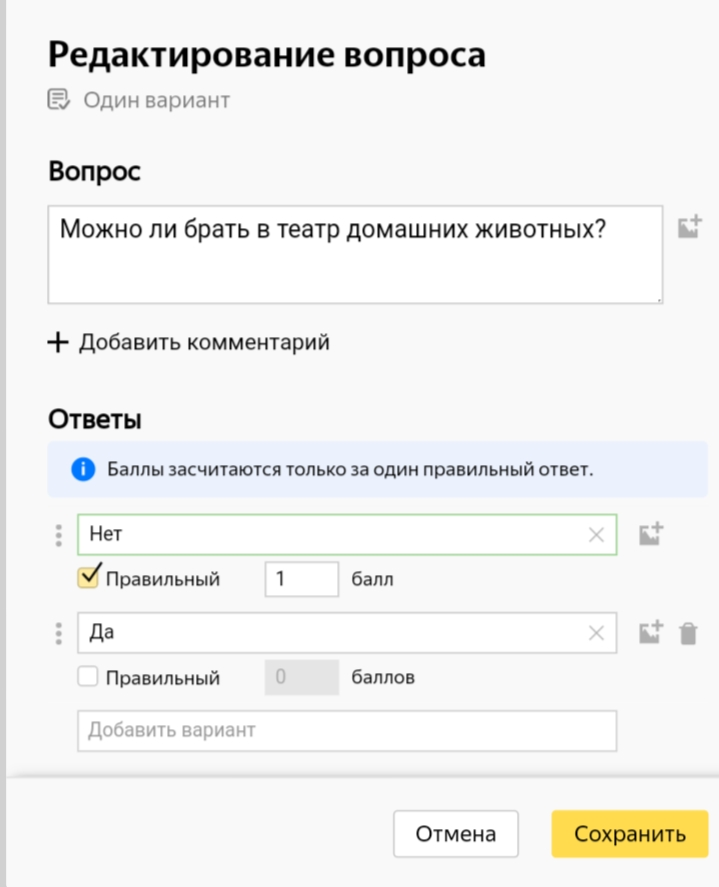 Редактирование вопроса
Один вариант
Вопрос
Можно ли брать в театр домашних животных?
Добавить комментарий
Ответы
Баллы засчитаются только за один правильный ответ.
Нет
Правильный 1 балл
Да
Правильный 0 баллов
Добавить вариант
Отмена Сохранить